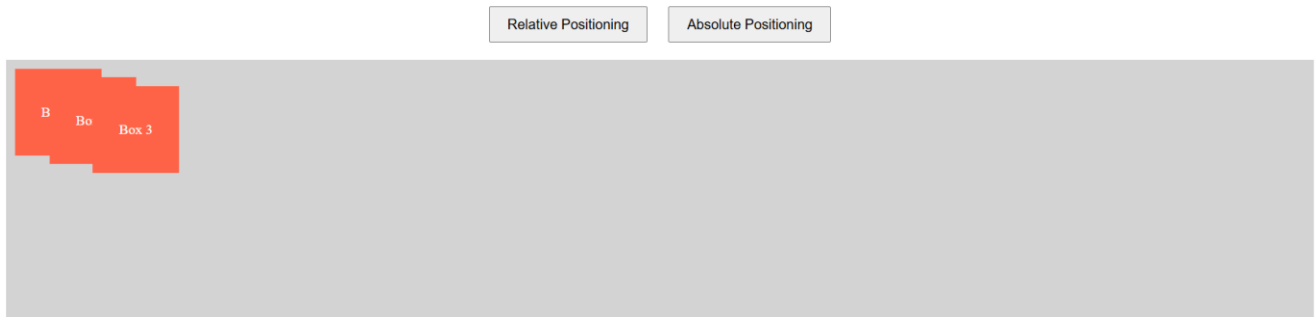 Relative Positioning
Absolute Positioning
B
Bo
Box 3